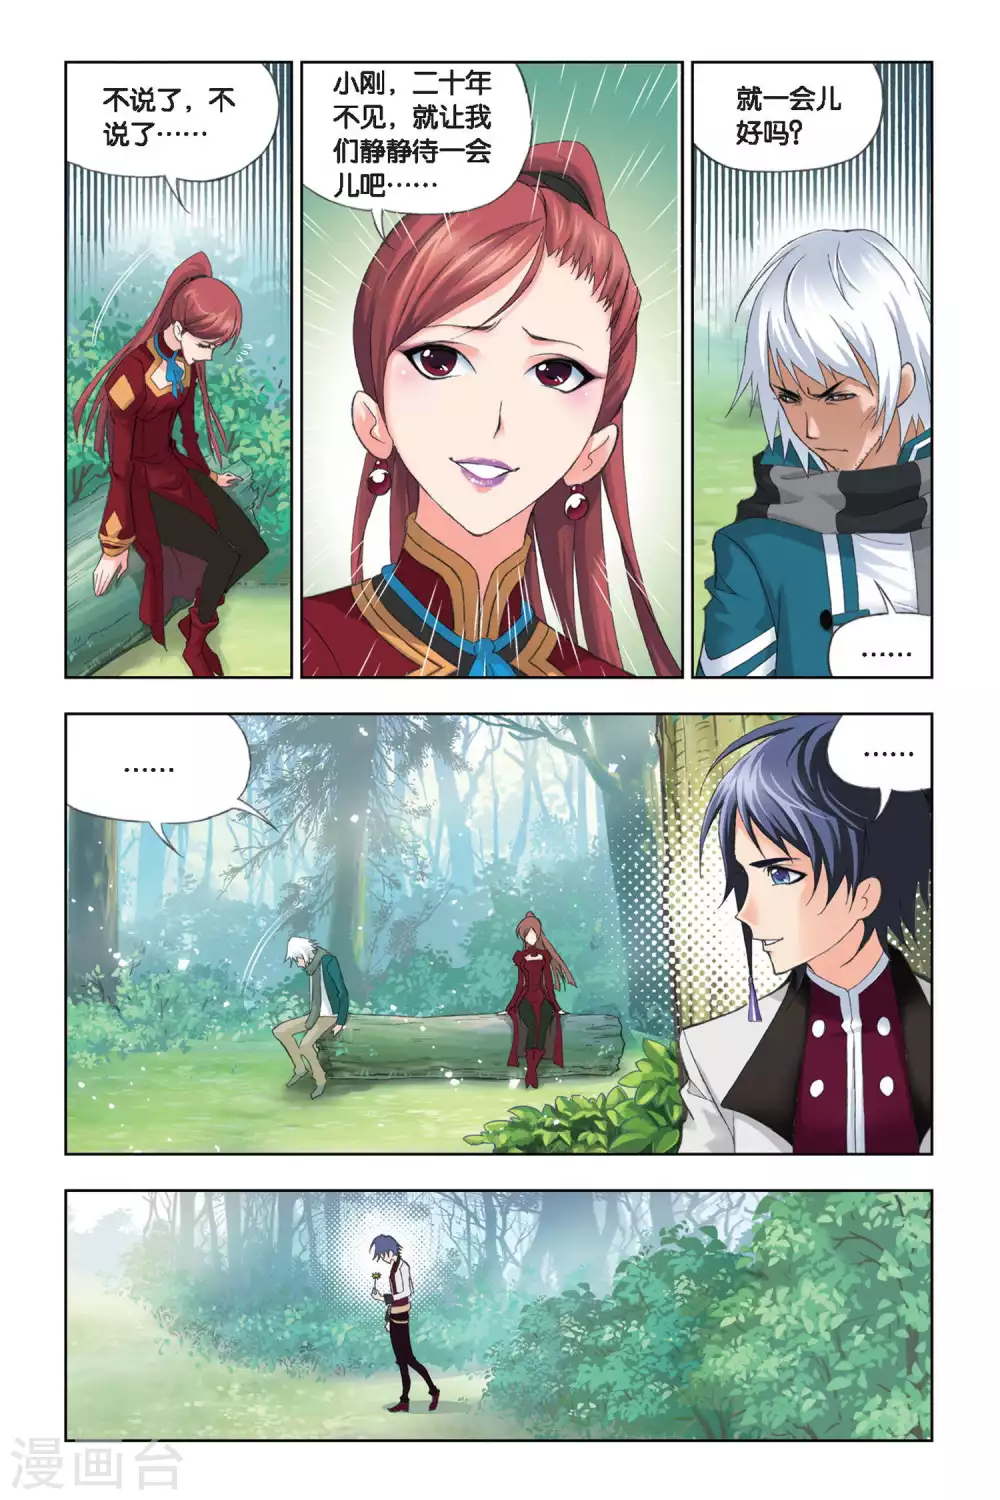 不说了，不
说了……
小刚，二十年
不见，就让我
们静静待一会
儿吧……
就一会儿
好吗？
……
……
……
漫画台